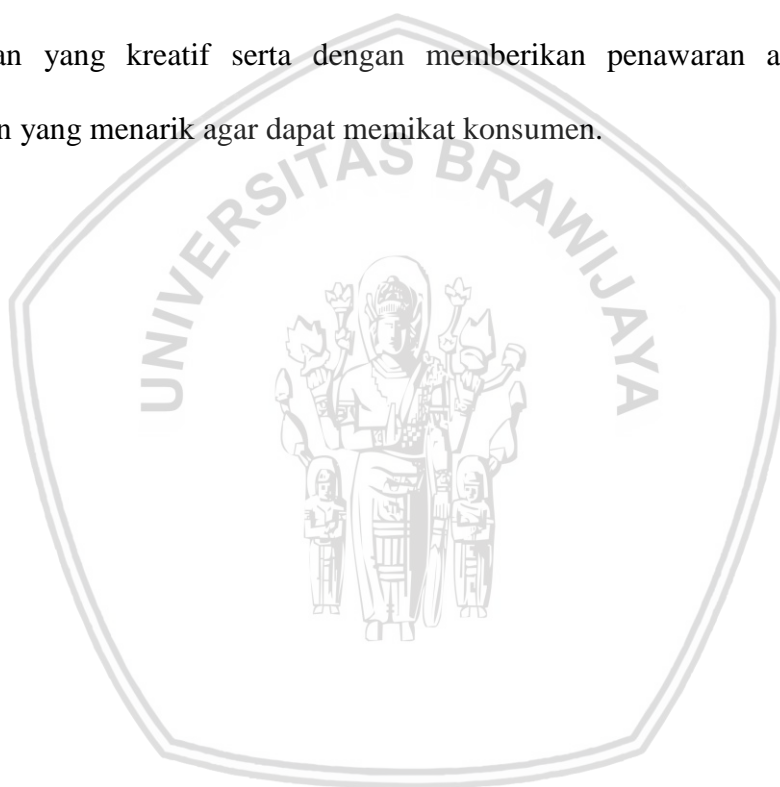 an yang kreatif serta dengan memberikan penawaran a
n yang menarik agar dapat memikat konsumen.
UNIVERSITAS BRAWIJAYA